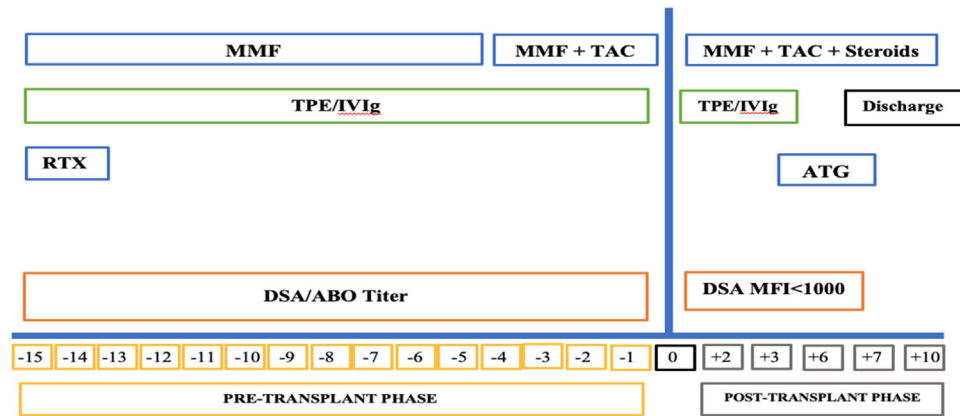 MMF
MMF + TAC
MMF + TAC + Steroids
TPE/IVIg
TPE/IVIg
Discharge
RTX
ATG
DSA/ABO Titer
DSA MFI<1000
-15 -14 -13 -12 -11 -10 -9 -8 -7 -6 -5 -4 -3 -2 -1 0 +2 +3 +6 +7 +10
PRE-TRANSPLANT PHASE
POST-TRANSPLANT PHASE